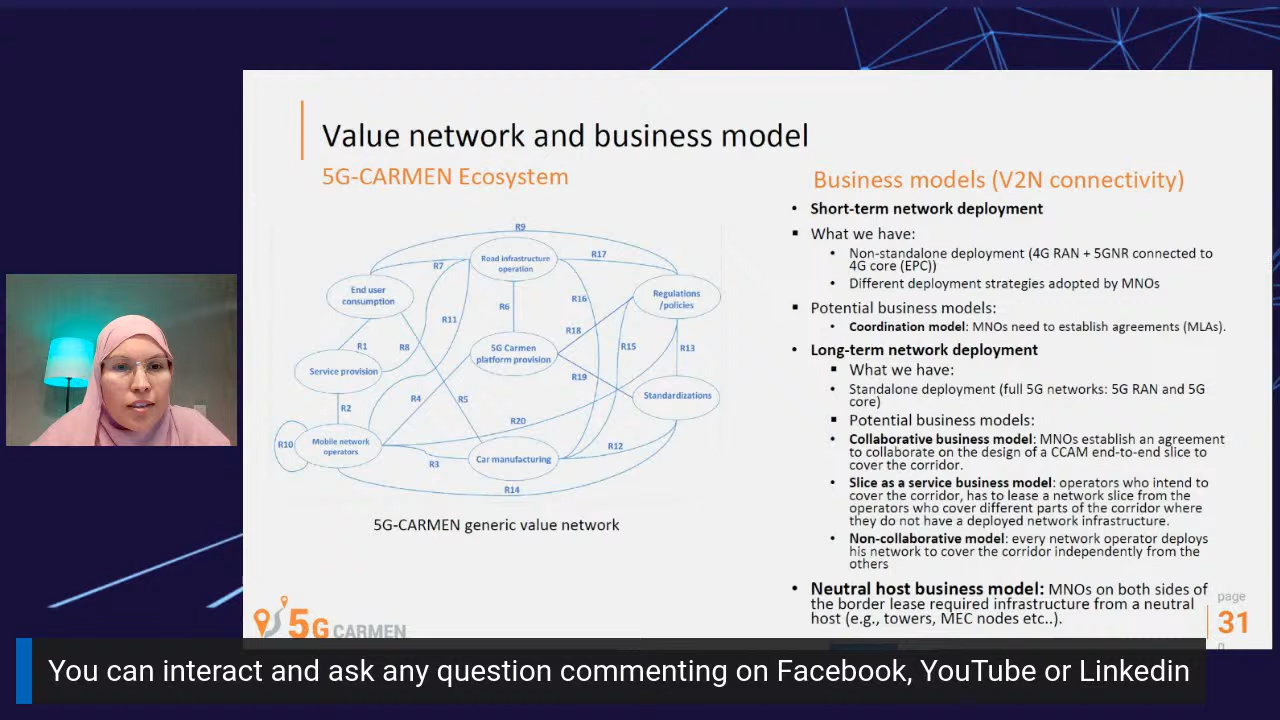 Value network and business model
5G-CARMEN Ecosystem
R9
Road infrastructure
operation
R7
R17
End user
consumption
R6
R16
Regulations
/policies
R11
R18
R1
R8
5G Carmen
platform provision
R15
R13
Service provision
R19
R4
R5
Standardizations
R2
R20
R10
Mobile network
operators
R3
Car manufacturing
R12
R14
5G-CARMEN generic value network
Business models (V2N connectivity)
• Short-term network deployment
▪ What we have:
• Non-standalone deployment (4G RAN + 5GNR connected to
4G core (EPC))
• Different deployment strategies adopted by MNOs
▪ Potential business models:
• Coordination model: MNOs need to establish agreements (MLAs).
• Long-term network deployment
▪ What we have:
• Standalone deployment (full 5G networks: 5G RAN and 5G
core)
▪ Potential business models:
• Collaborative business model: MNOs establish an agreement
to collaborate on the design of a CCAM end-to-end slice to
cover the corridor.
• Slice as a service business model: operators who intend to
cover the corridor, has to lease a network slice from the
operators who cover different parts of the corridor where
they do not have a deployed network infrastructure.
• Non-collaborative model: every network operator deploys
his network to cover the corridor independently from the
others
• Neutral host business model: MNOs on both sides of
the border lease required infrastructure from a neutral
host (e.g., towers, MEC nodes etc..).
page
31
5G CARMEN
You can interact and ask any question commenting on Facebook, YouTube or Linkedin